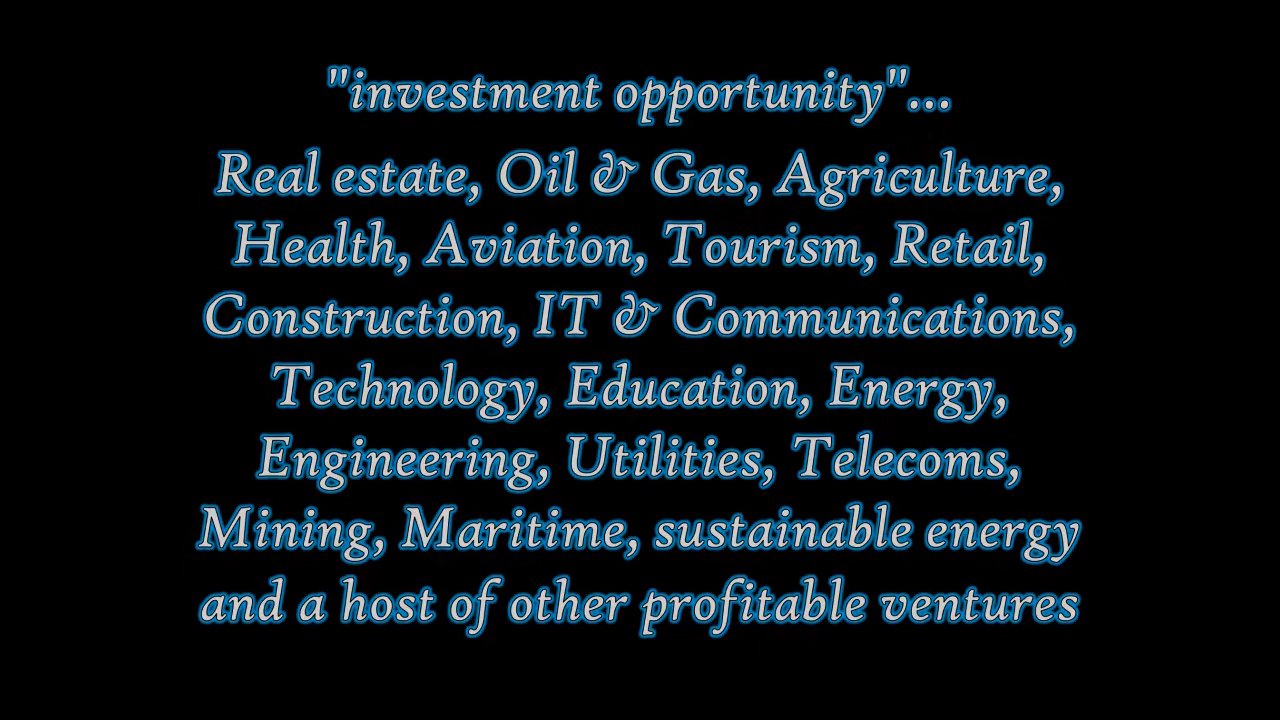 "investment opportunity"...
Real estate, Oil & Gas, Agriculture,
Health, Aviation, Tourism, Retail,
Construction, IT & Communications,
Technology, Education, Energy,
Engineering, Utilities, Telecoms,
Mining, Maritime, sustainable energy
and a host of other profitable ventures